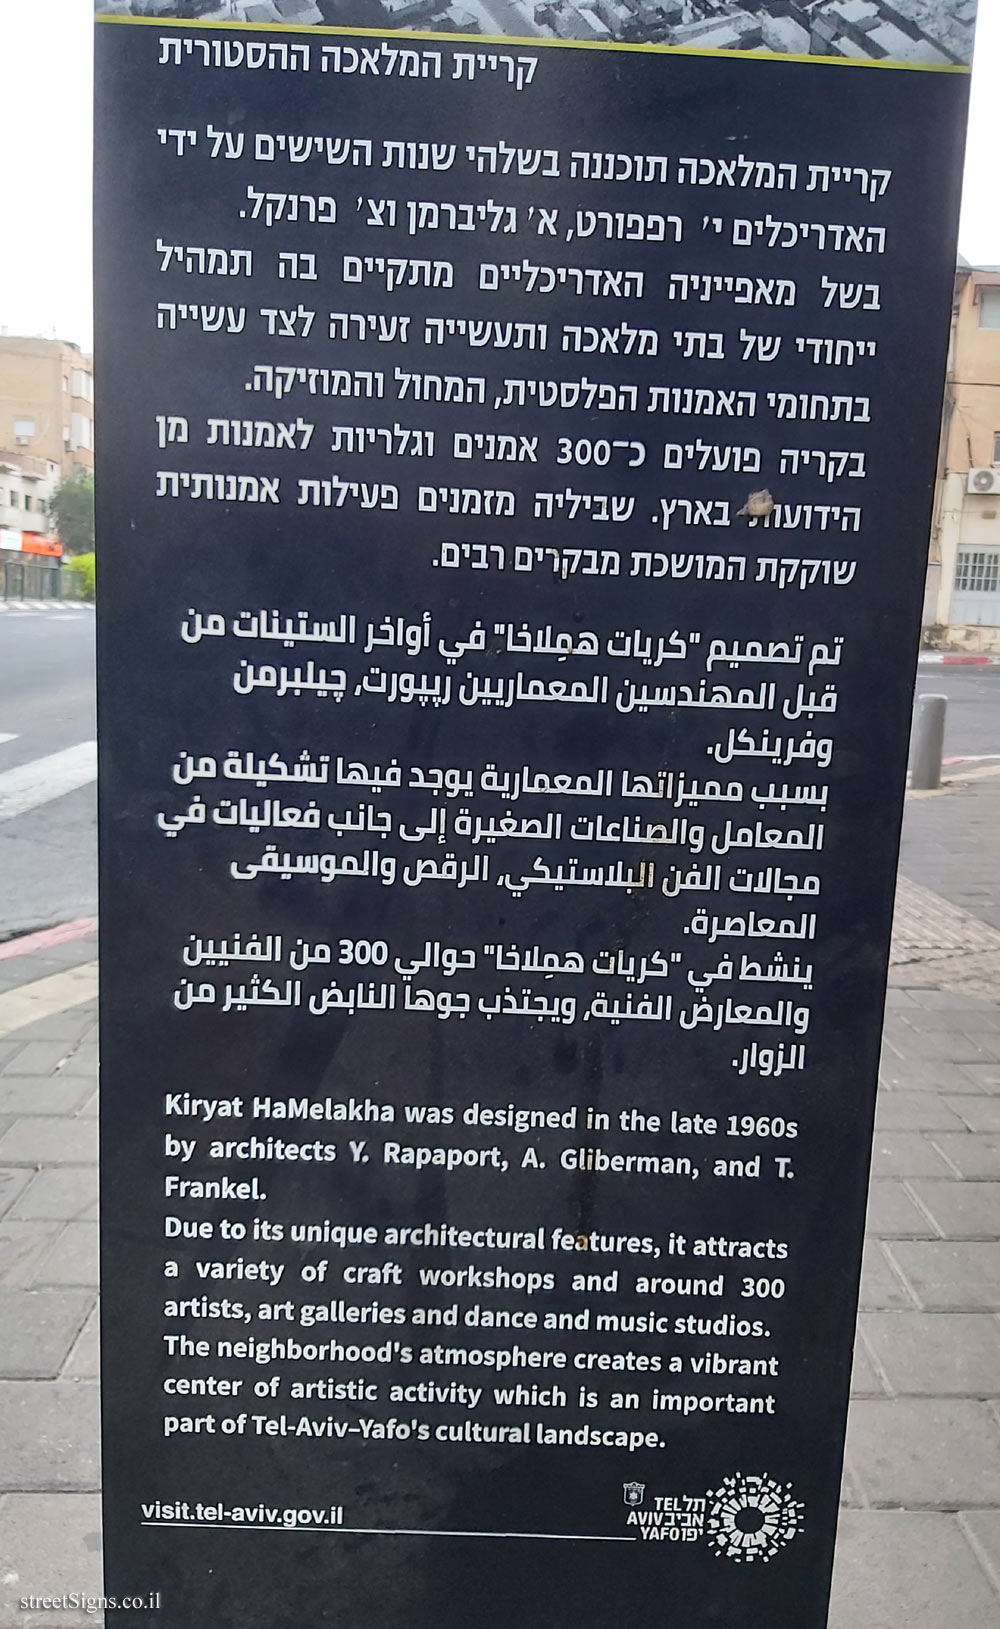 קריית המלאכה ההסטורית
קריית המלאכה תוכננה בשלהי שנות השישים על ידי
האדריכלים י׳ רפפורט, א׳ גליברמן וצ׳ פרנקל.
בשל מאפייניה האדריכליים מתקיים בה תמהיל
ייחודי של בתי מלאכה ותעשייה זעירה לצד עשייה
בתחומי האמנות הפלסטית, המחול והמוזיקה.
בקריה פועלים כ־300 אמנים וגלריות לאמנות מן
הידועות בארץ. שביליה מזמנים פעילות אמנותית
שוקקת המושכת מבקרים רבים.
تم تصميم "كريات همِلاخا" في أواخر الستينات من
قبل المهندسين المعماريين رپپورت, چيلبرمن
وفرينكل.
بسبب مميزاتها المعمارية يوجد فيها تشكيلة من
المعامل والصناعات الصغيرة إلى جانب فعاليات في
مجالات الفن البلاستيكي, الرقص والموسيقى
المعاصرة.
ينشط في "كريات همِلاخا" حوالي 300 من الفنيين
والمعارض الفنية, ويجتذب جوها النابض الكثير من
الزوار.
Kiryat HaMelakha was designed in the late 1960s
by architects Y. Rapaport, A. Gliberman, and T.
Frankel.
Due to its unique architectural features, it attracts
a variety of craft workshops and around 300
artists, art galleries and dance and music studios.
The neighborhood's atmosphere creates a vibrant
center of artistic activity which is an important
part of Tel-Aviv–Yafo's cultural landscape.
visit.tel-aviv.gov.il
TEL תל
AVIV אביב
YAFO יפו
streetSigns.co.il